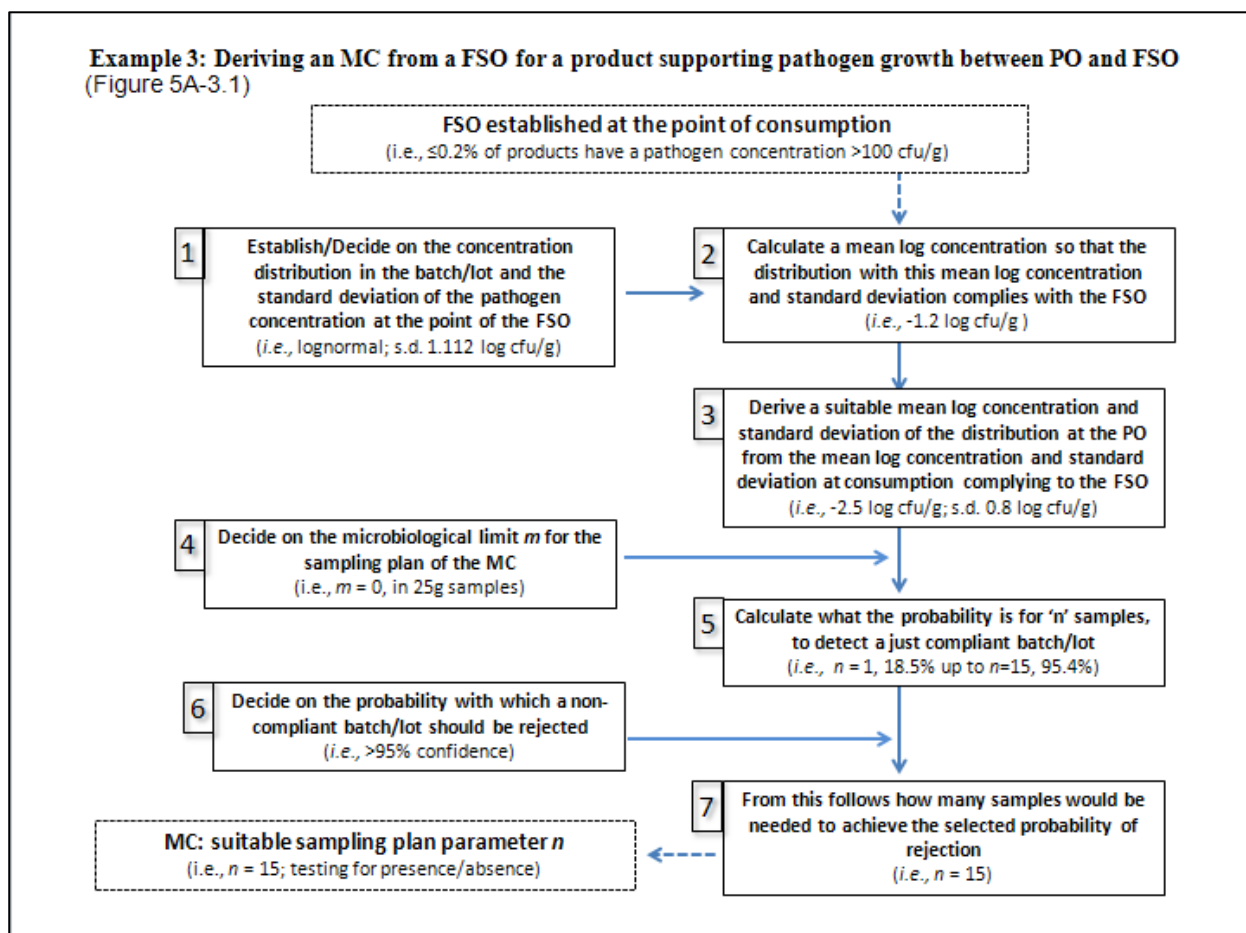 Example 3: Deriving an MC from a FSO for a product supporting pathogen growth between PO and FSO
(Figure 5A-3.1)
FSO established at the point of consumption
(i.e., ≤0.2% of products have a pathogen concentration >100 cfu/g)
1
Establish/Decide on the concentration
distribution in the batch/lot and the
standard deviation of the pathogen
concentration at the point of the FSO
(i.e., lognormal; s.d. 1.112 log cfu/g)
2
Calculate a mean log concentration so that the
distribution with this mean log concentration
and standard deviation complies with the FSO
(i.e., -1.2 log cfu/g )
3
Derive a suitable mean log concentration and
standard deviation of the distribution at the PO
from the mean log concentration and standard
deviation at consumption complying to the FSO
(i.e., -2.5 log cfu/g; s.d. 0.8 log cfu/g)
4
Decide on the microbiological limit m for the
sampling plan of the MC
(i.e., m = 0, in 25g samples)
5
Calculate what the probability is for 'n' samples,
to detect a just compliant batch/lot
(i.e., n = 1, 18.5% up to n=15, 95.4%)
6
Decide on the probability with which a non-
compliant batch/lot should be rejected
(i.e., >95% confidence)
7
From this follows how many samples would be
needed to achieve the selected probability of
rejection
(i.e., n = 15)
MC: suitable sampling plan parameter n
(i.e., n = 15; testing for presence/absence)